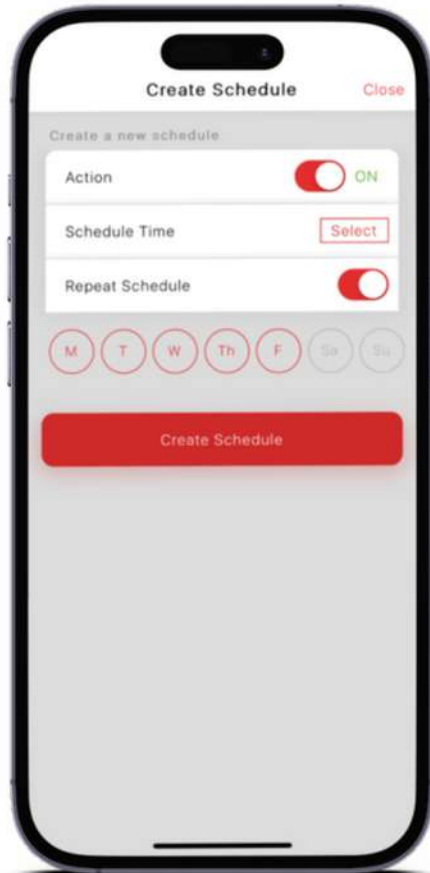 Create Schedule Close
Create a new schedule
Action ON
Schedule Time Select
Repeat Schedule
M T W Th F Sa Su
Create Schedule